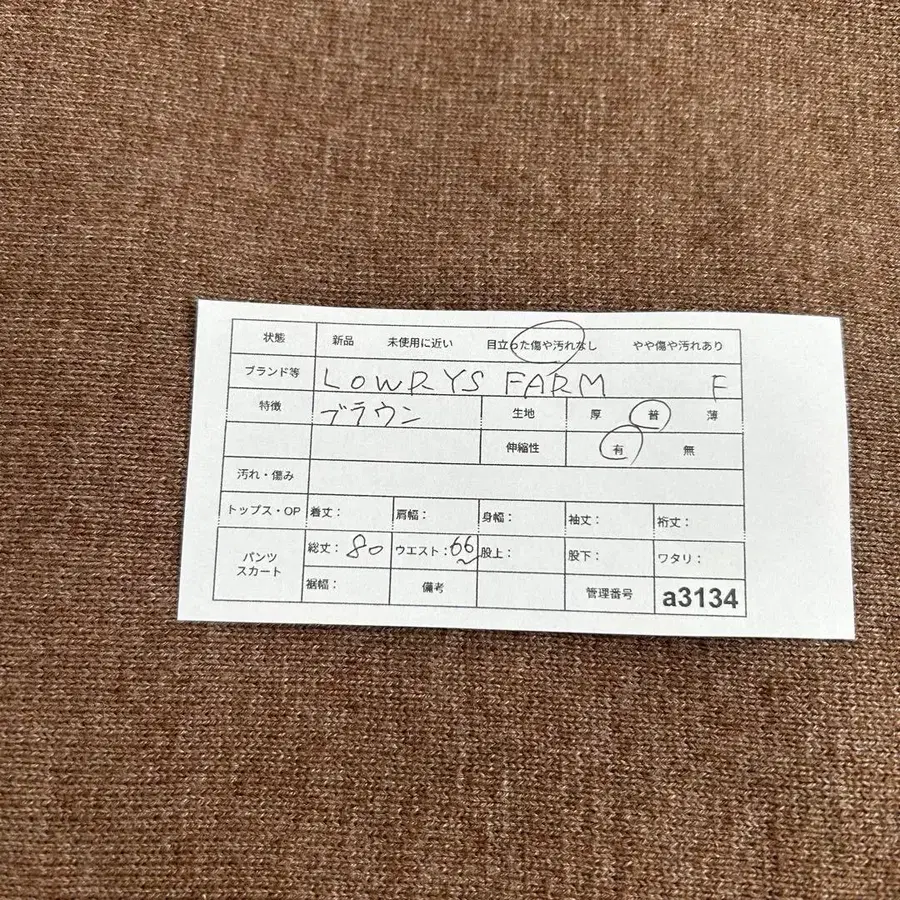 状態 新品 未使用に近い 目立った傷や汚れなし やや傷や汚れあり
ブランド等 LOWRYS FARM F
特徴 ブラウン 生地 厚 普 薄
伸縮性 有 無
汚れ・傷み
トップス・OP 着丈: 肩幅: 身幅: 袖丈: 裄丈:
パンツ スカート 総丈: 80 ウエスト: 66 股上: 股下: ワタリ:
裾幅: 備考 管理番号 a3134